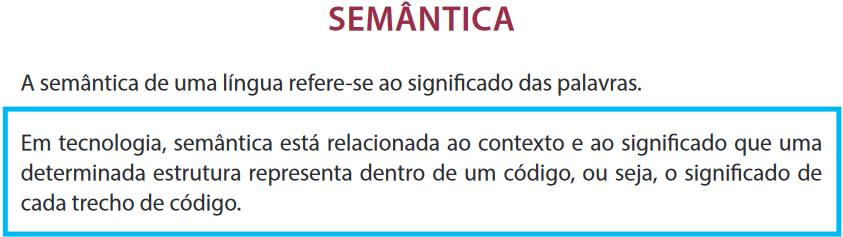 SEMÂNTICA
A semântica de uma língua refere-se ao significado das palavras.
Em tecnologia, semântica está relacionada ao contexto e ao significado que uma
determinada estrutura representa dentro de um código, ou seja, o significado de
cada trecho de código.